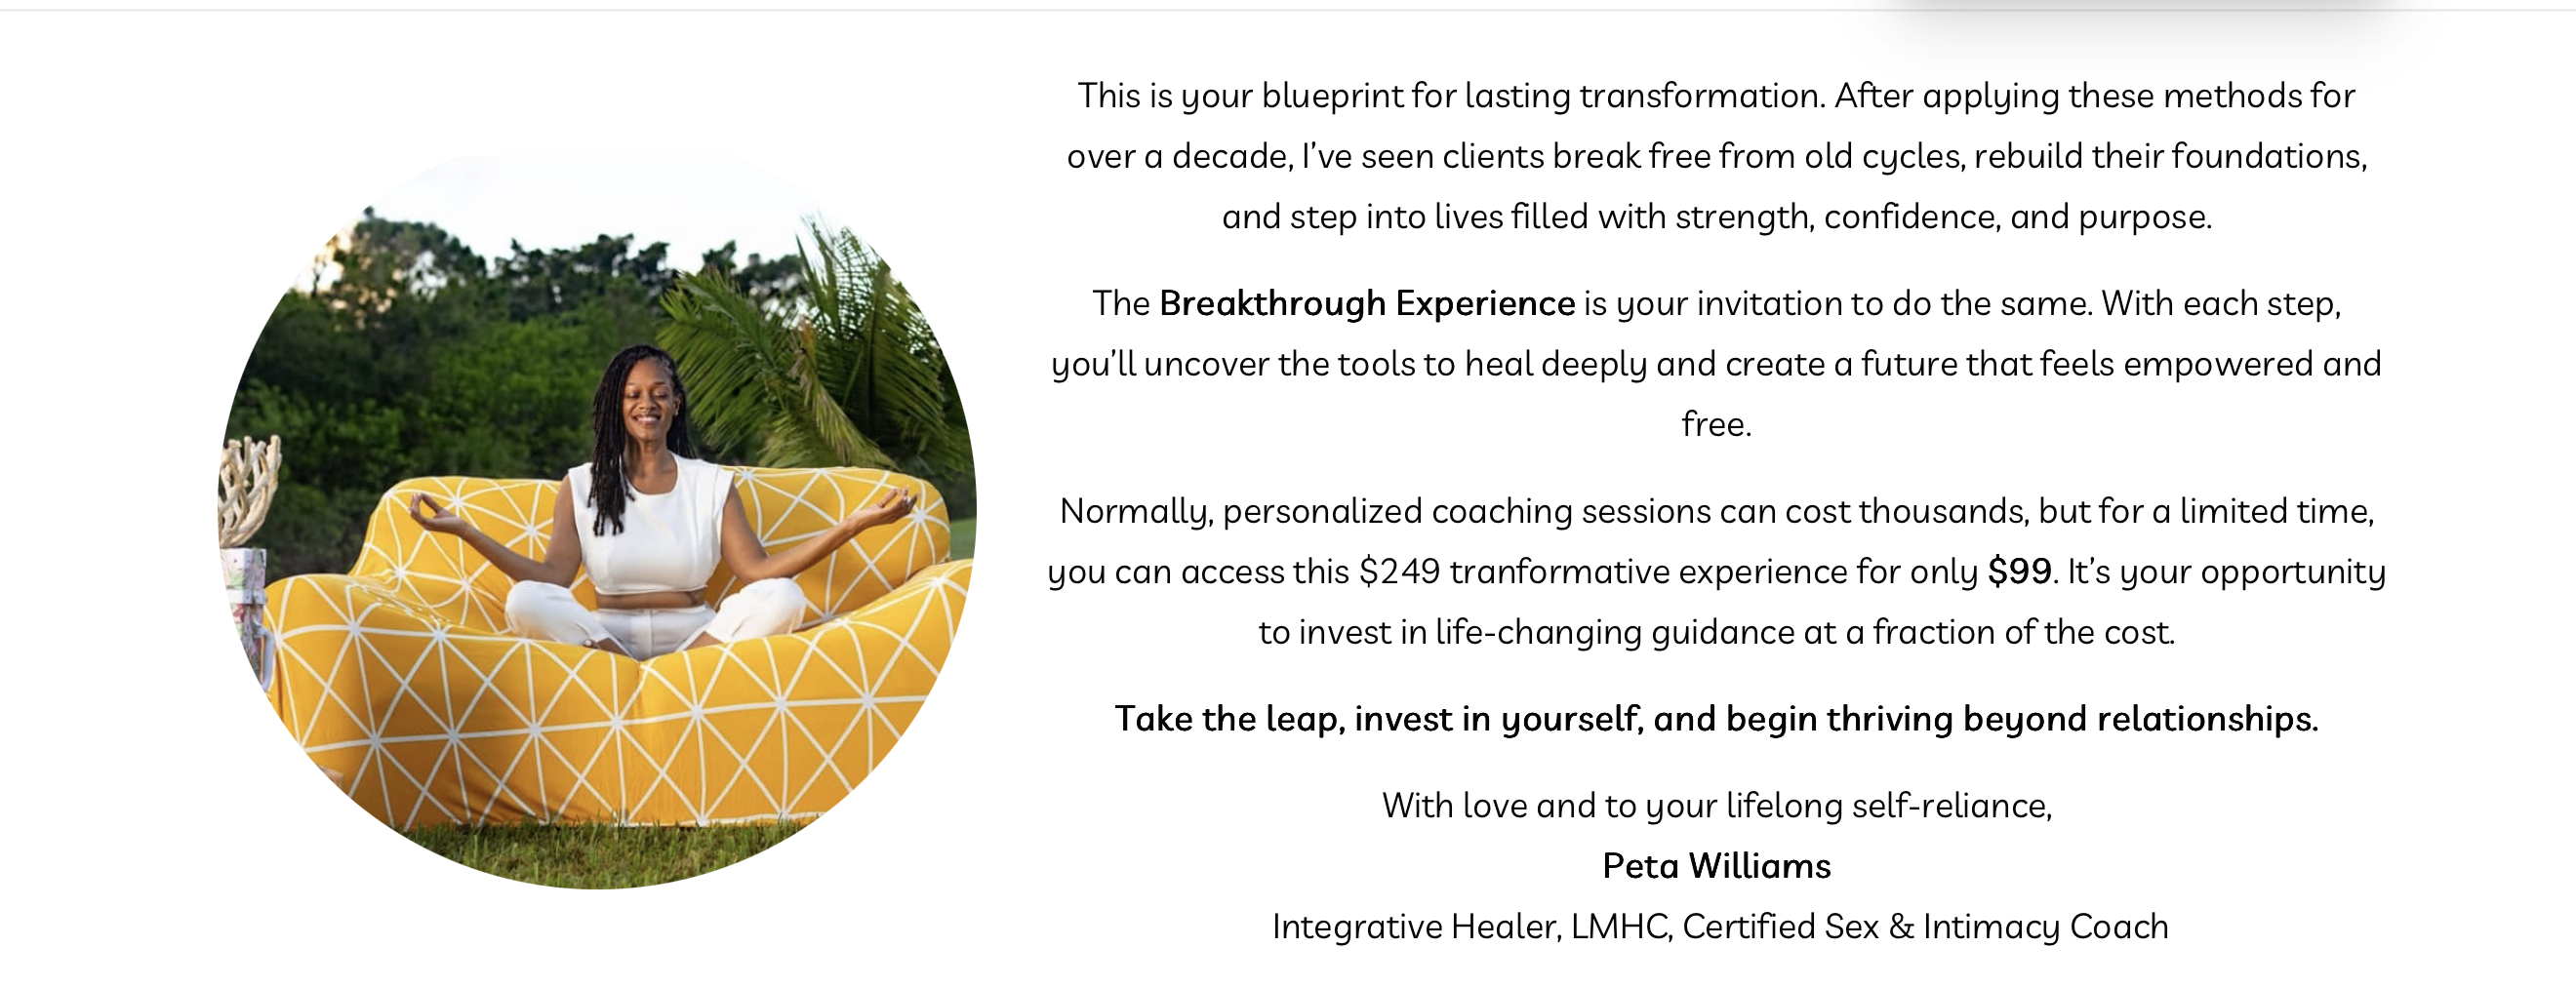 This is your blueprint for lasting transformation. After applying these methods for
over a decade, I’ve seen clients break free from old cycles, rebuild their foundations,
and step into lives filled with strength, confidence, and purpose.
The Breakthrough Experience is your invitation to do the same. With each step,
you’ll uncover the tools to heal deeply and create a future that feels empowered and
free.
Normally, personalized coaching sessions can cost thousands, but for a limited time,
you can access this $249 tranformative experience for only $99. It’s your opportunity
to invest in life-changing guidance at a fraction of the cost.
Take the leap, invest in yourself, and begin thriving beyond relationships.
With love and to your lifelong self-reliance,
Peta Williams
Integrative Healer, LMHC, Certified Sex & Intimacy Coach